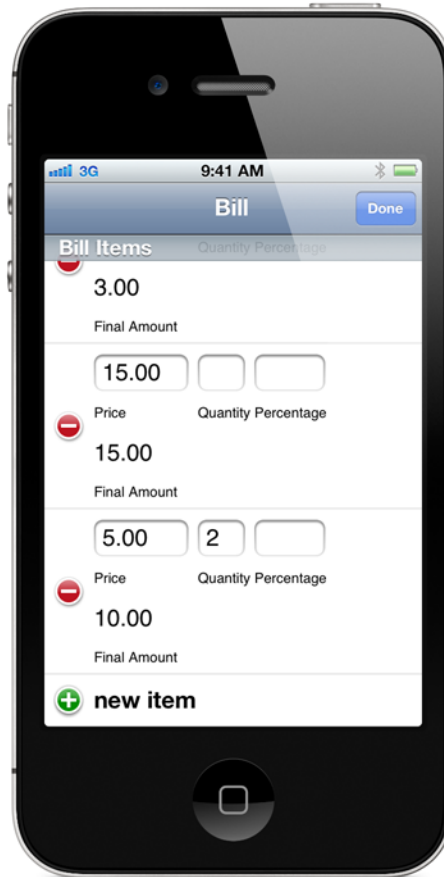 3G 9:41 AM
Bill Done
Bill Items Quantity Percentage
3.00
Final Amount
15.00
Price Quantity Percentage
15.00
Final Amount
5.00 2
Price Quantity Percentage
10.00
Final Amount
new item